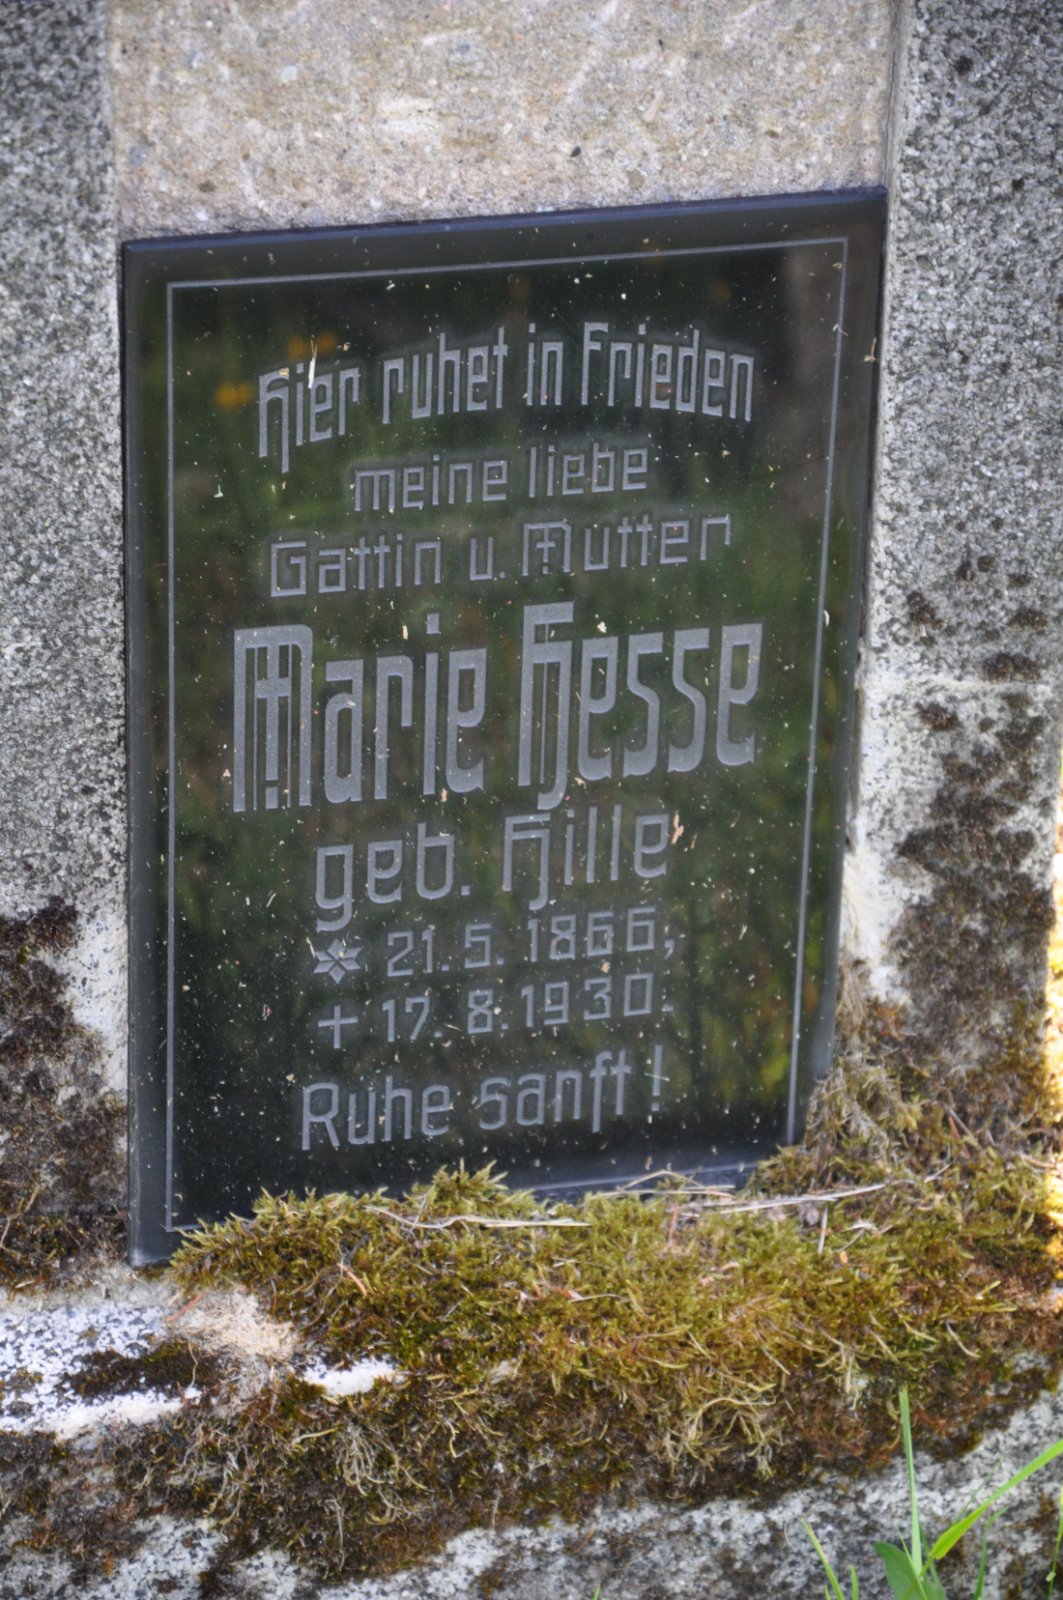 Hier ruhet in Frieden
meine liebe
Gattin u. Mutter
Marie Hesse
geb. Hille
* 21.5.1866,
+ 17.8.1930.
Ruhe sanft!